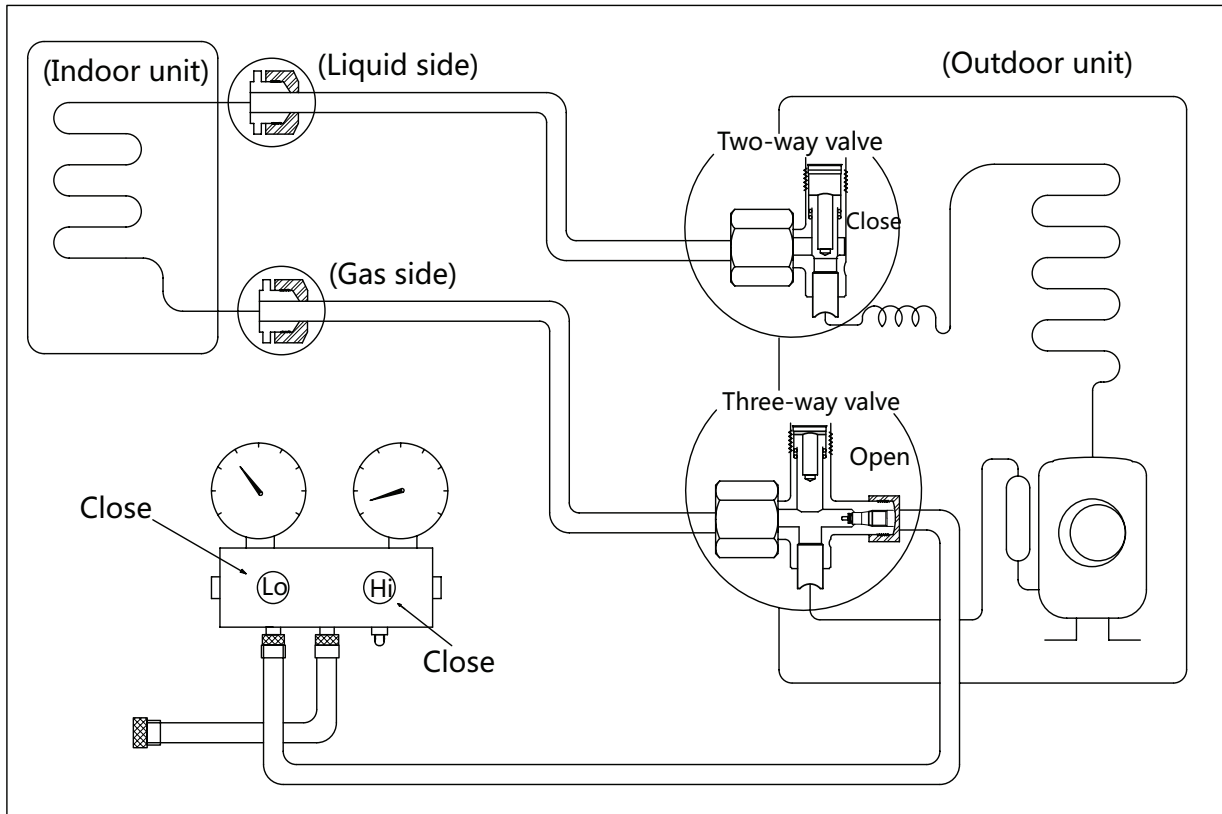 (Indoor unit)
(Liquid side)
(Outdoor unit)
Two-way valve
Close
(Gas side)
Three-way valve
Open
Close
Lo
Hi
Close